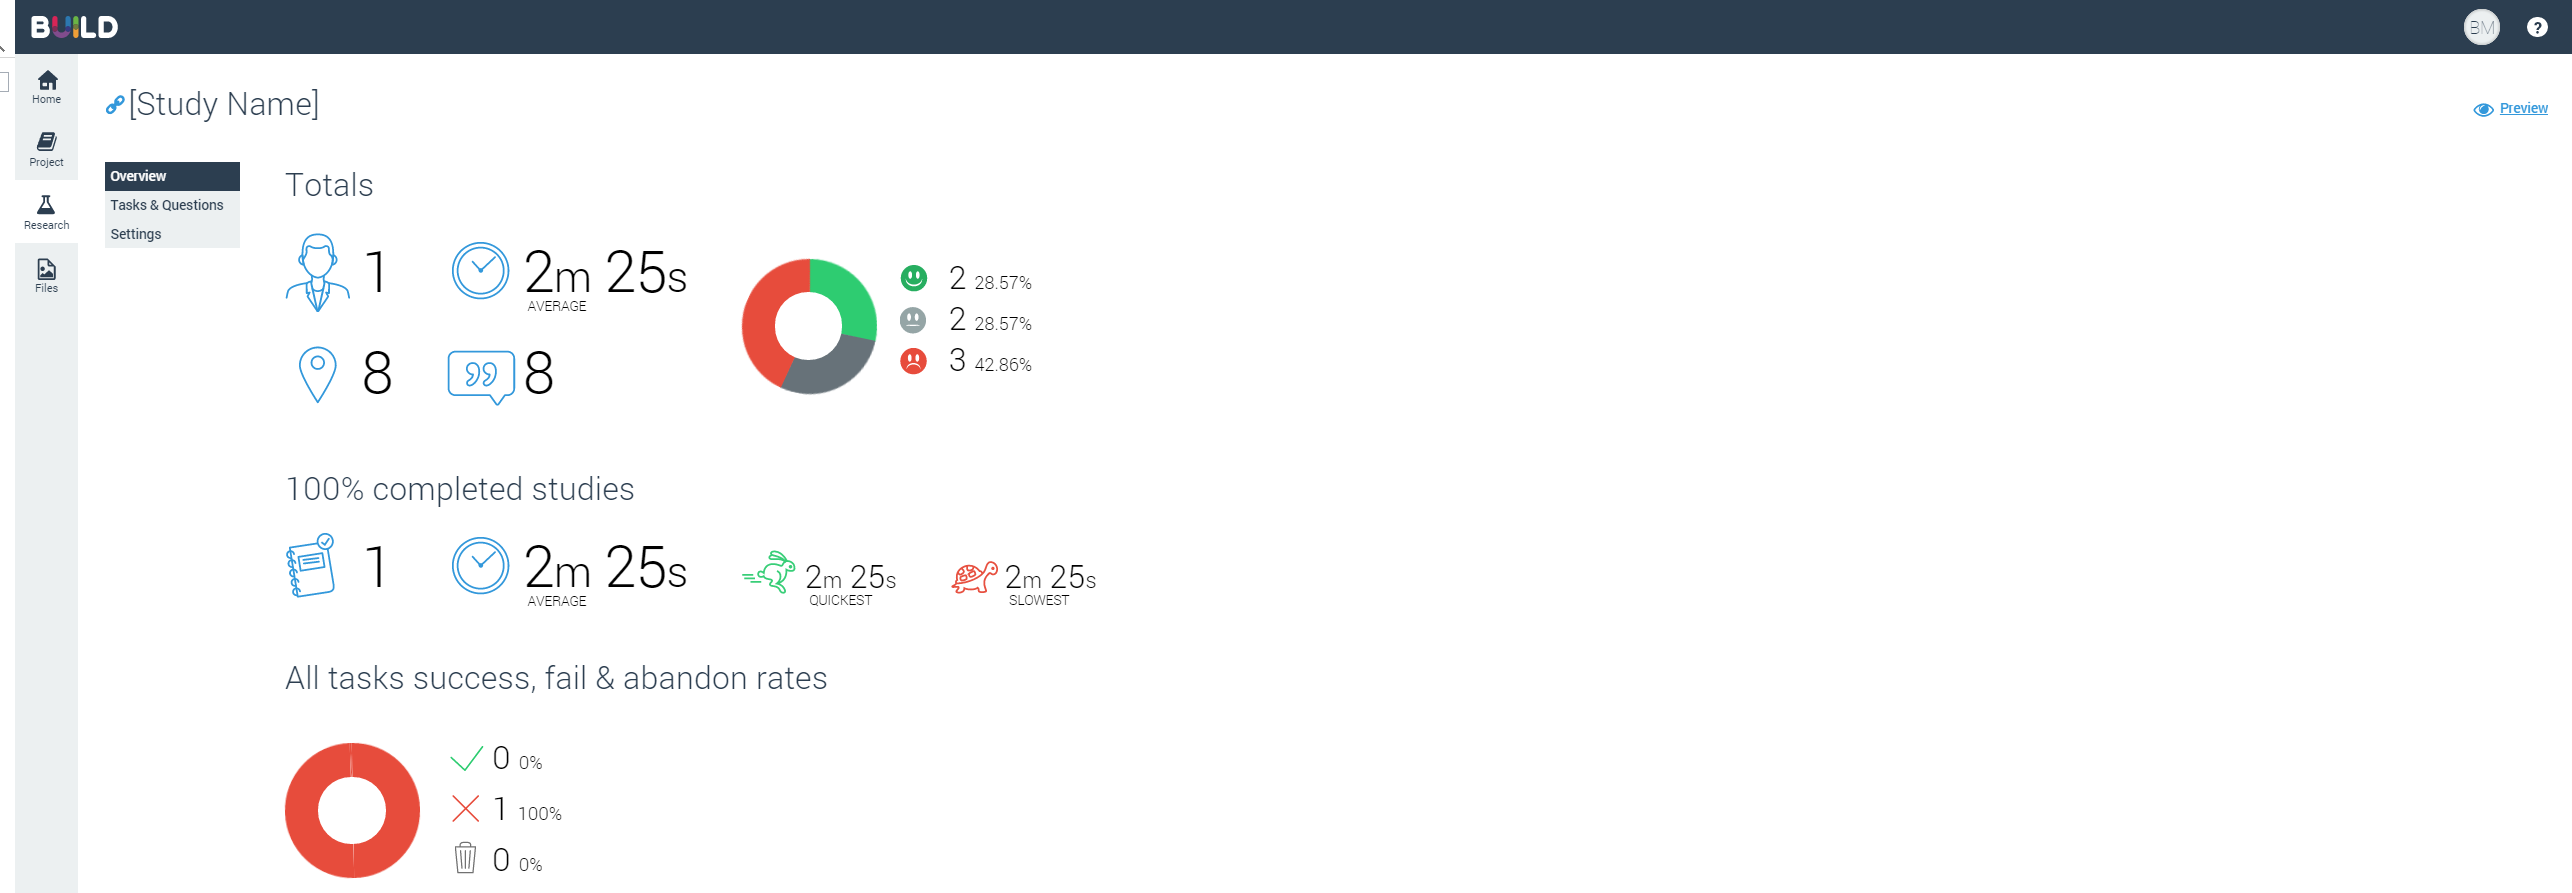 BUILD
BM
?
Home
Project
Research
Files
[Study Name]
Preview
Overview
Tasks & Questions
Settings
Totals
1
2m 25s
AVERAGE
8
8
2 28.57%
2 28.57%
3 42.86%
100% completed studies
1
2m 25s
AVERAGE
2m 25s
QUICKEST
2m 25s
SLOWEST
All tasks success, fail & abandon rates
0 0%
1 100%
0 0%